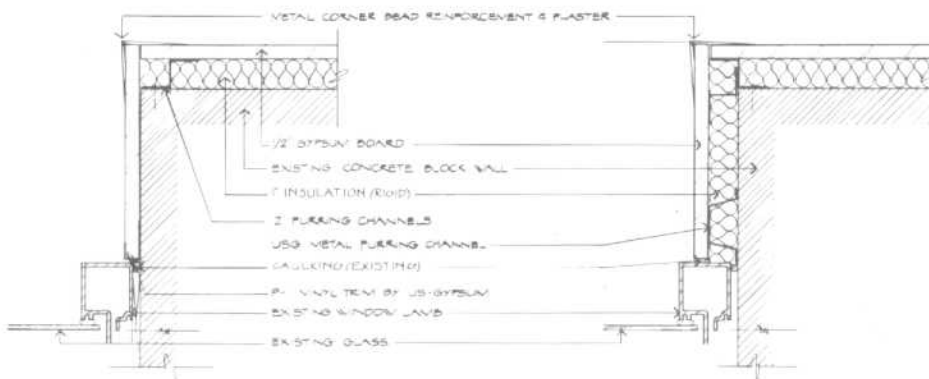 METAL CORNER BEAD REINFORCEMENT & PLASTER
1/2" GYPSUM BOARD
EXISTING CONCRETE BLOCK WALL
1" INSULATION (RIGID)
Z FURRING CHANNELS
USG METAL FURRING CHANNEL
CAULKING (EXISTING)
P-1 VINYL TRIM BY US-GYPSUM
EXISTING WINDOW JAMB
EXISTING GLASS